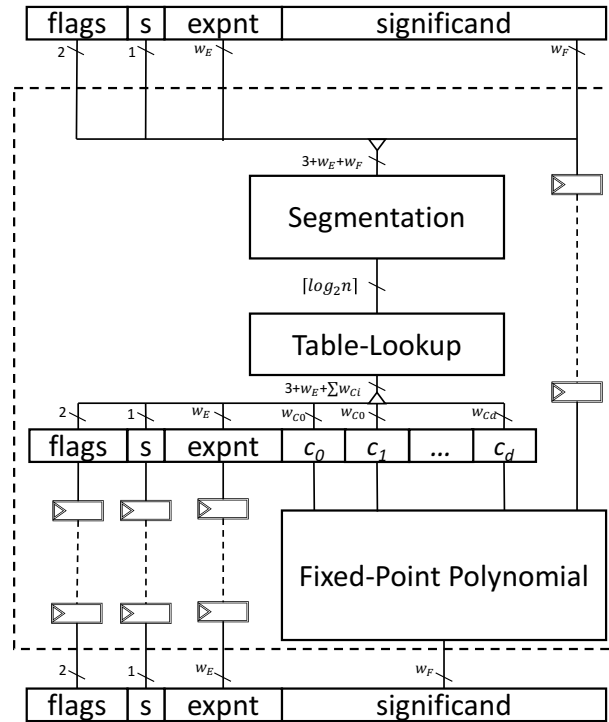 flags s expnt significand
2 1 w_E w_F
3+w_E+w_F
Segmentation
⌈log₂n⌉
Table-Lookup
3+w_E+∑w_Ci
2 1 w_E w_C0 w_C0 w_Cd
flags s expnt c_0 c_1 ... c_d
Fixed-Point Polynomial
2 1 w_E w_F
flags s expnt significand